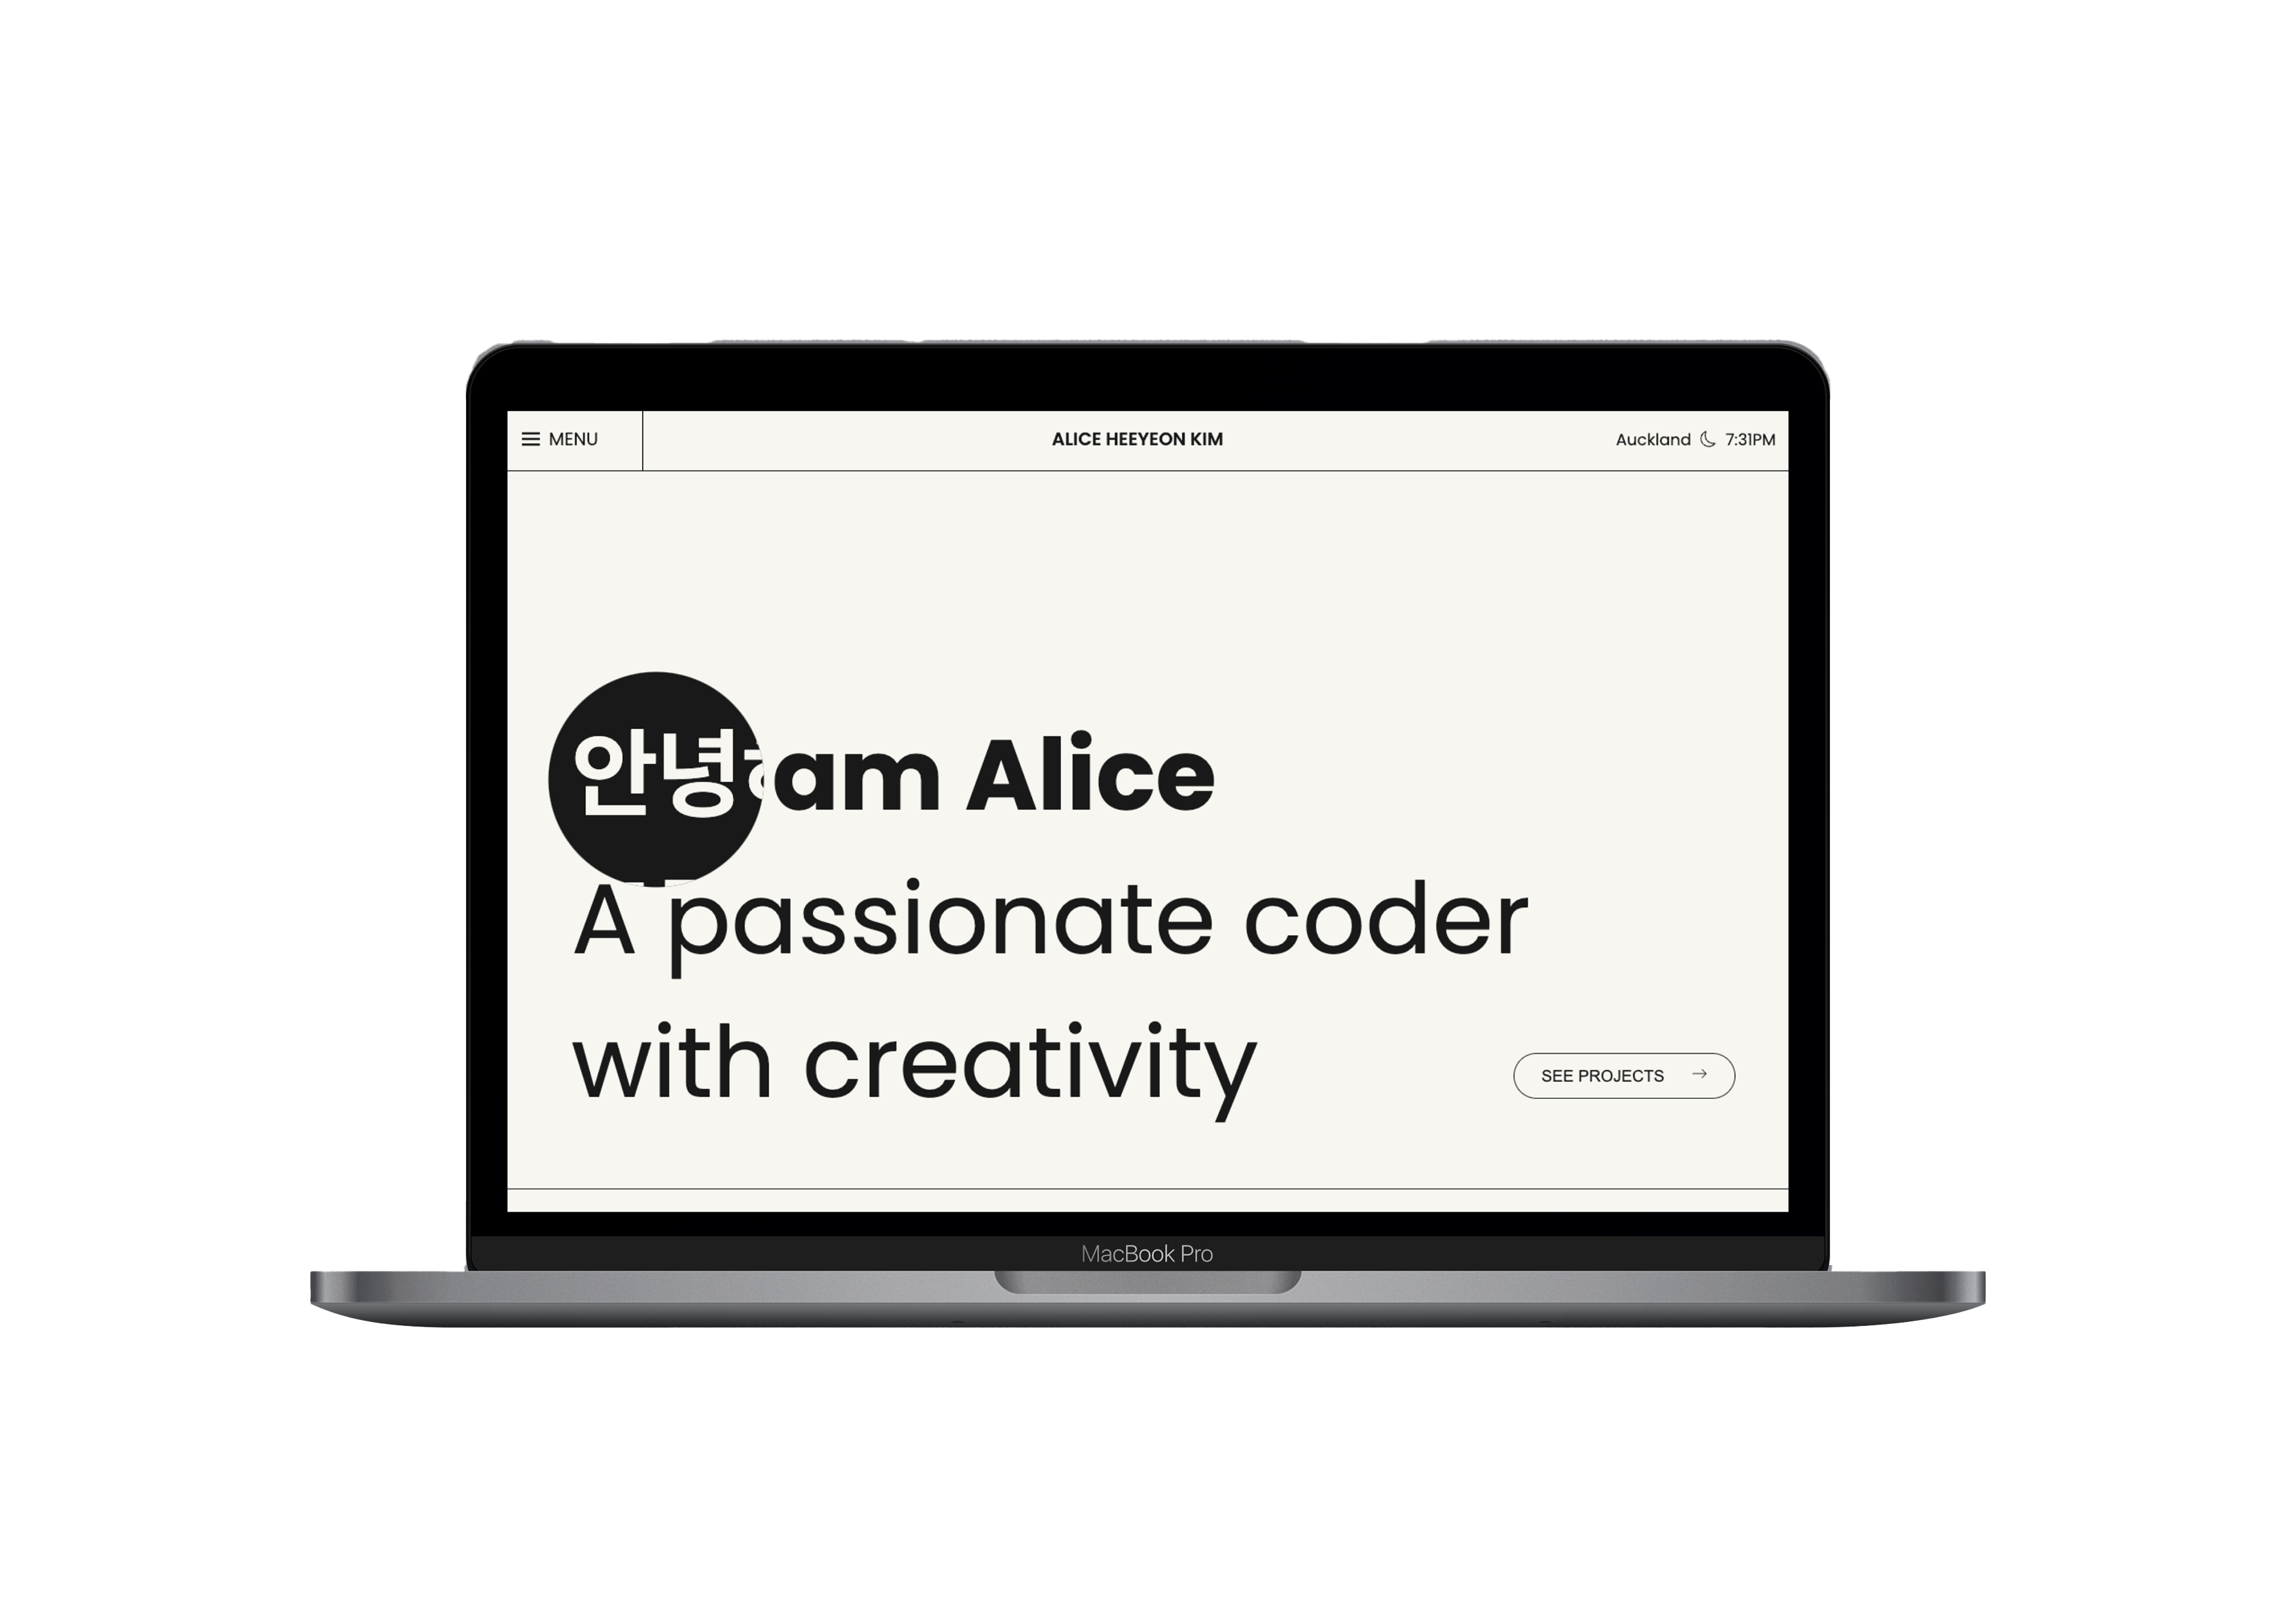 MENU
ALICE HEEYEON KIM
Auckland 7:31PM
안녕 am Alice
A passionate coder
with creativity
SEE PROJECTS →
MacBook Pro